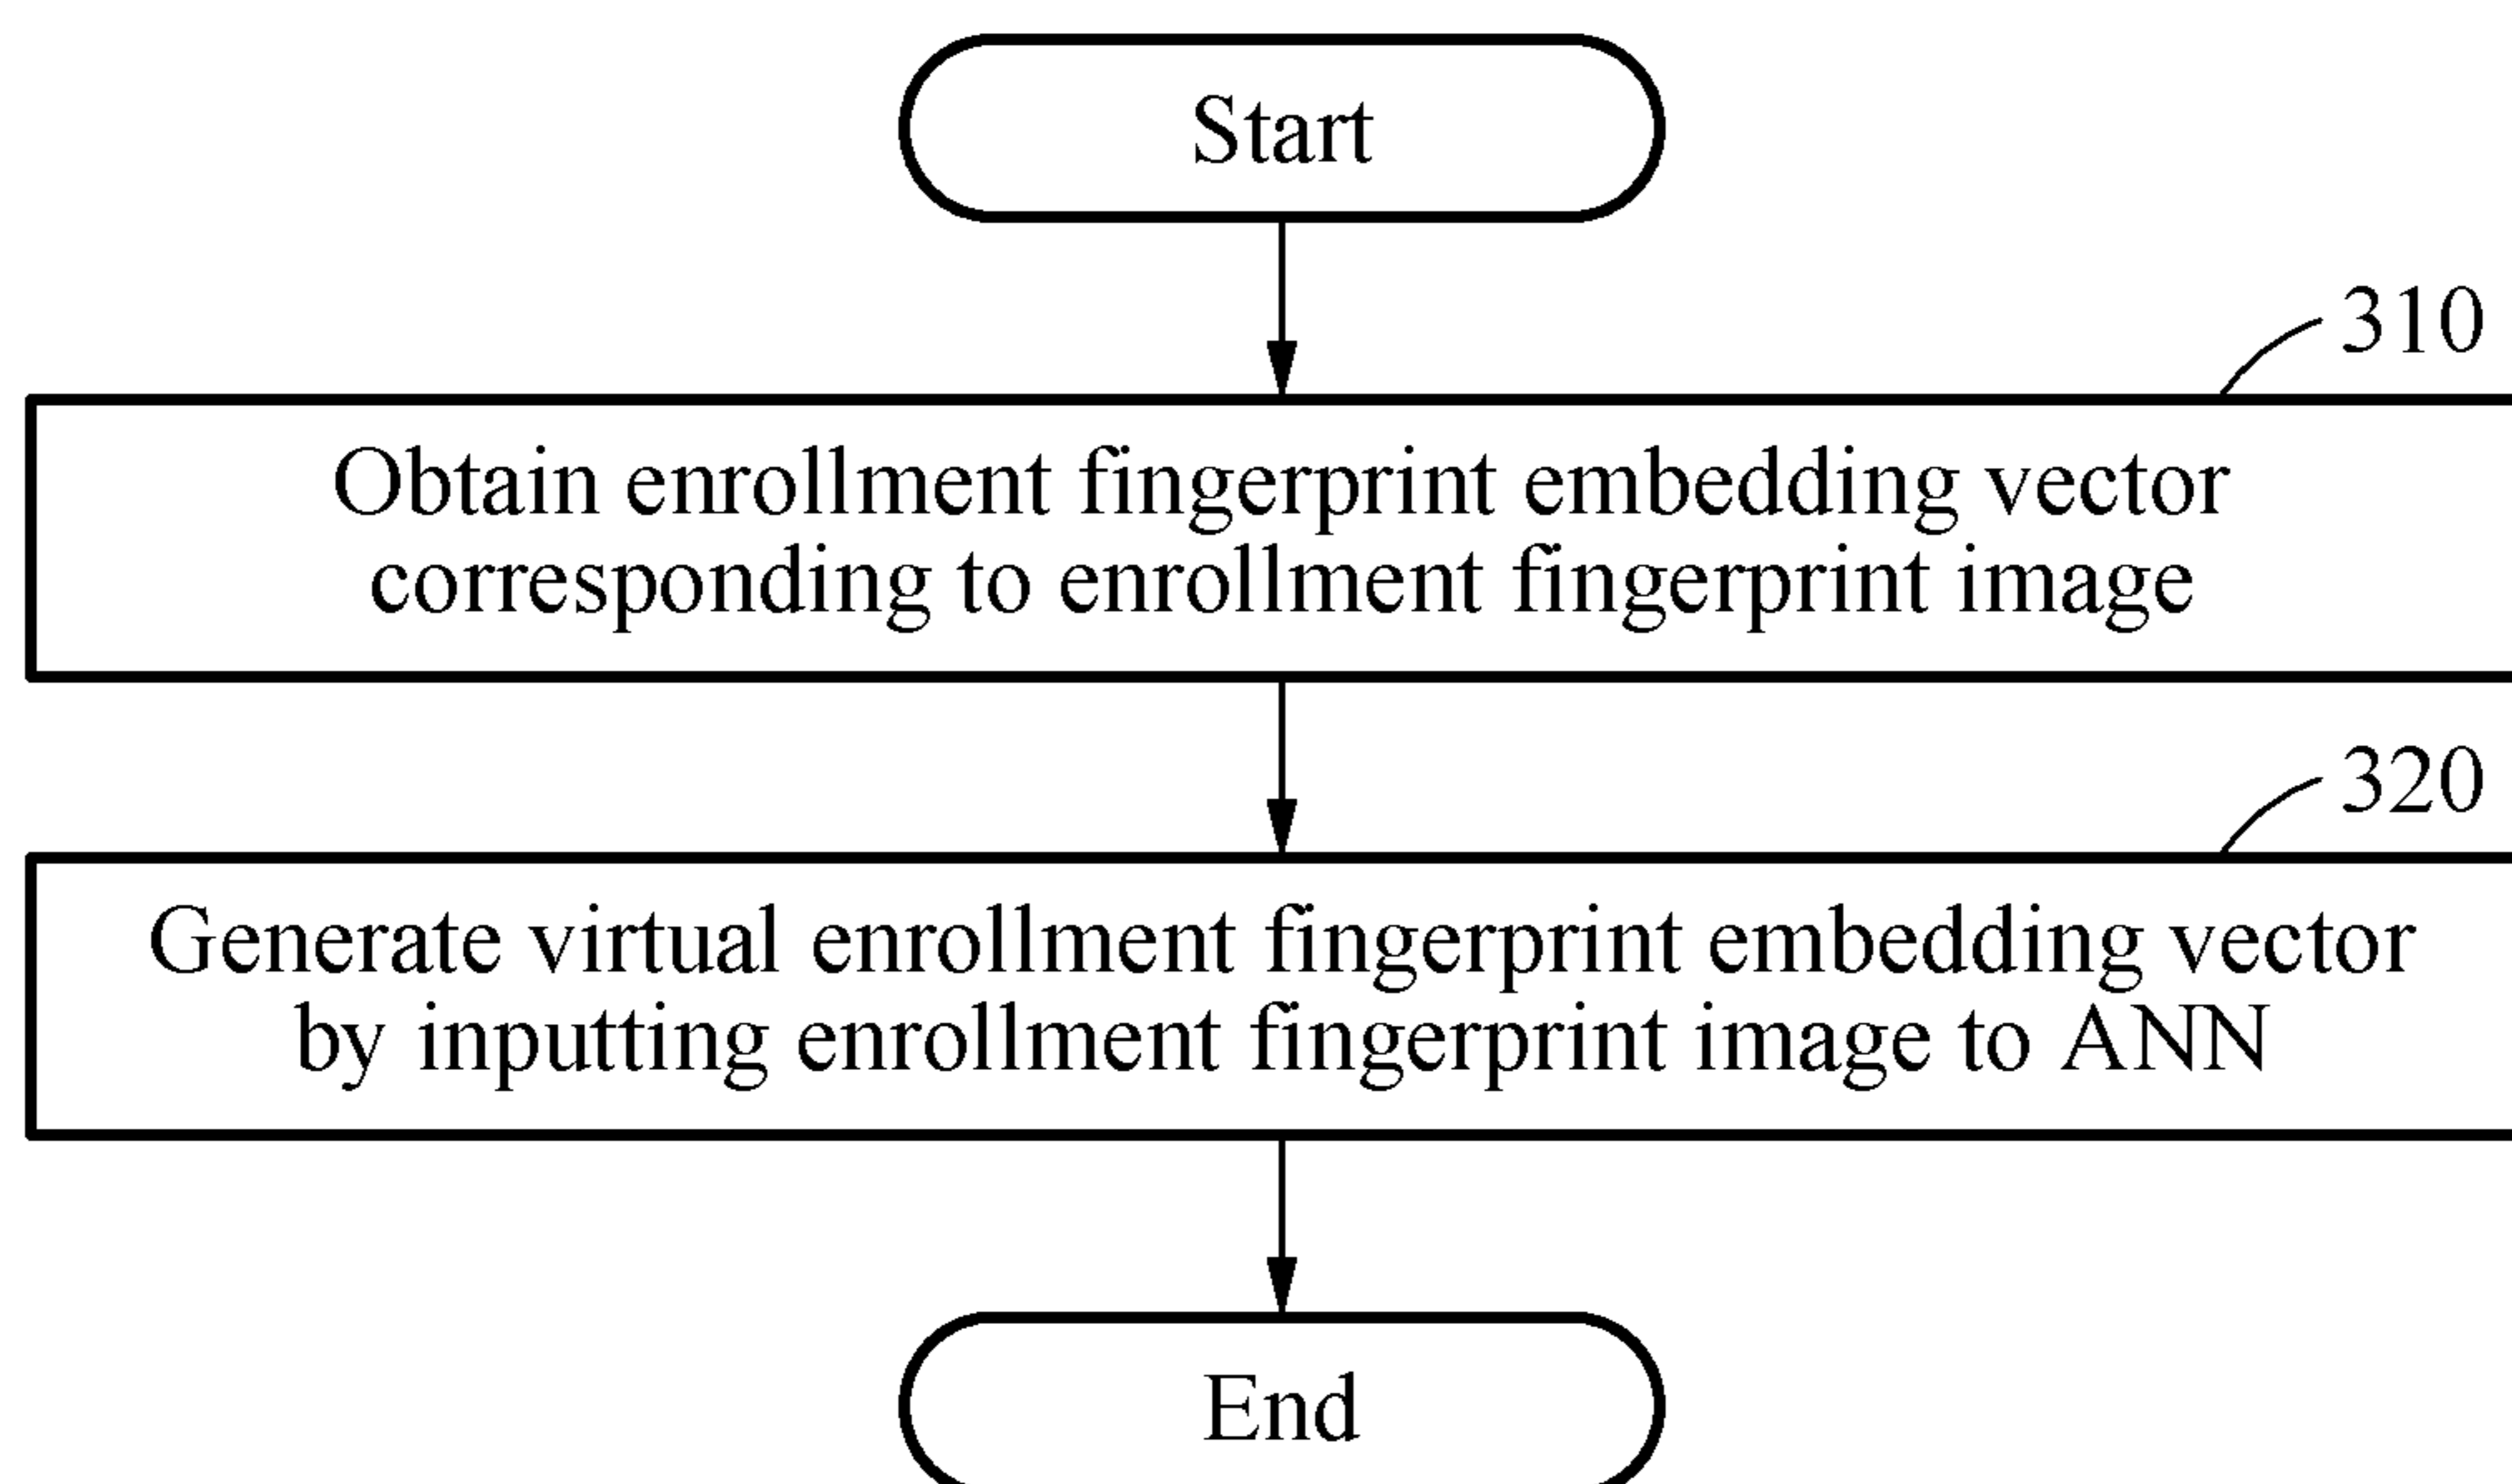 Start
310
Obtain enrollment fingerprint embedding vector
corresponding to enrollment fingerprint image
320
Generate virtual enrollment fingerprint embedding vector
by inputting enrollment fingerprint image to ANN
End